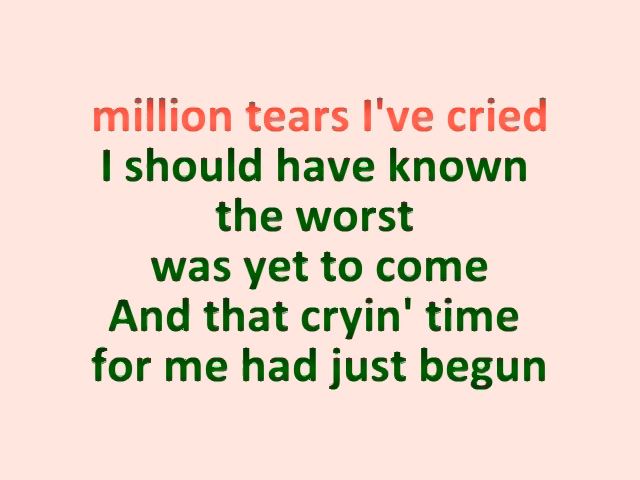 million tears I've cried
I should have known
the worst
was yet to come
And that cryin' time
for me had just begun